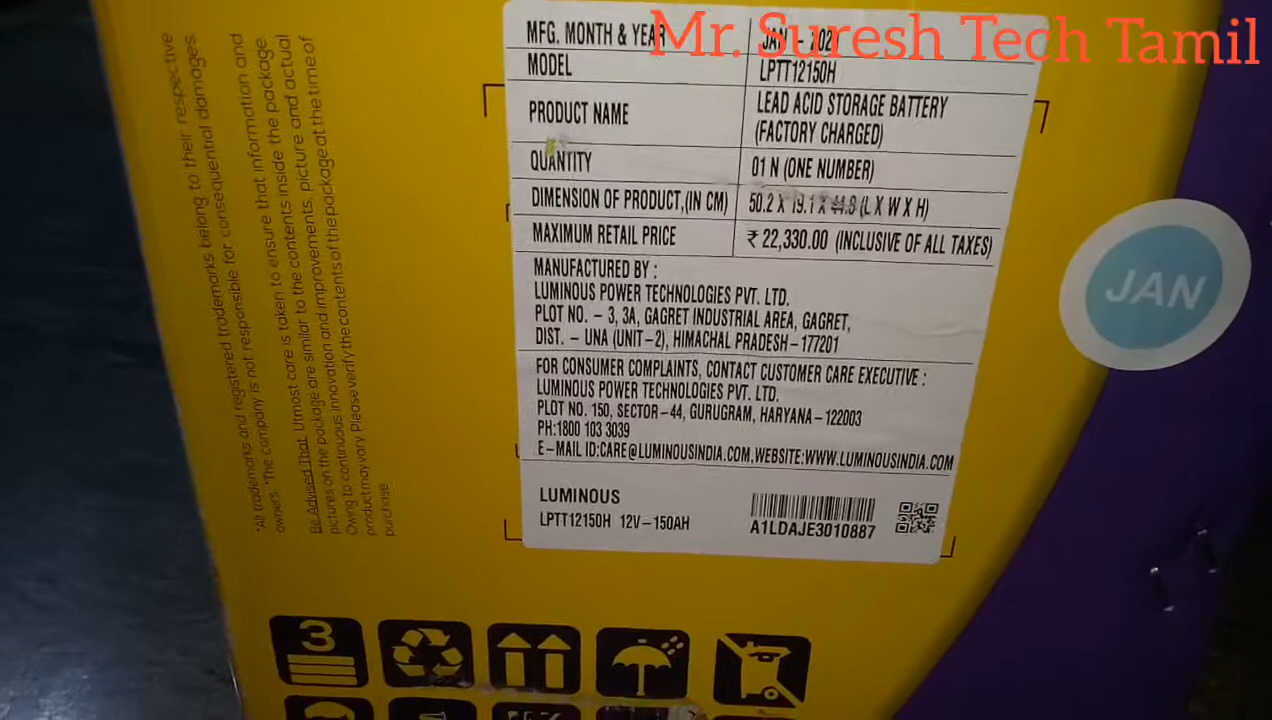 Mr. Suresh Tech Tamil
MFG. MONTH & YEAR JAN - 202
MODEL LPTT12150H
PRODUCT NAME LEAD ACID STORAGE BATTERY
(FACTORY CHARGED)
QUANTITY 01 N (ONE NUMBER)
DIMENSION OF PRODUCT,(IN CM) 50.2 X 19.1 X 44.8 (L X W X H)
MAXIMUM RETAIL PRICE ₹ 22,330.00 (INCLUSIVE OF ALL TAXES)
MANUFACTURED BY :
LUMINOUS POWER TECHNOLOGIES PVT. LTD.
PLOT NO. - 3, 3A, GAGRET INDUSTRIAL AREA, GAGRET,
DIST. - UNA (UNIT-2), HIMACHAL PRADESH-177201
FOR CONSUMER COMPLAINTS, CONTACT CUSTOMER CARE EXECUTIVE :
LUMINOUS POWER TECHNOLOGIES PVT. LTD.
PLOT NO. 150, SECTOR-44, GURUGRAM, HARYANA-122003
PH:1800 103 3039
E-MAIL ID:CARE@LUMINOUSINDIA.COM,WEBSITE:WWW.LUMINOUSINDIA.COM
LUMINOUS
LPTT12150H 12V-150AH
A1LDAJE3010887
JAN
*All trademarks and registered trademarks belong to their respective
owners. *The company is not responsible for consequential damages.
Be Advised That Utmost care is taken to ensure that information and
pictures on the package are similar to the contents inside the package.
Owing to continuous innovation and improvements, picture and actual
product may vary. Please verify the contents of the package at the time of
purchase
3